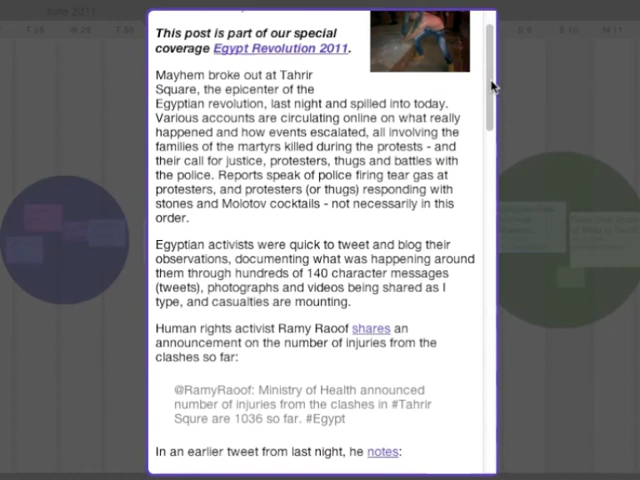 June 2011
T 28
W 29
T 30
S 9
S 10
M 11
This post is part of our special
coverage Egypt Revolution 2011.
Mayhem broke out at Tahrir
Square, the epicenter of the
Egyptian revolution, last night and spilled into today.
Various accounts are circulating online on what really
happened and how events escalated, all involving the
families of the martyrs killed during the protests - and
their call for justice, protesters, thugs and battles with
the police. Reports speak of police firing tear gas at
protesters, and protesters (or thugs) responding with
stones and Molotov cocktails - not necessarily in this
order.
Egyptian activists were quick to tweet and blog their
observations, documenting what was happening around
them through hundreds of 140 character messages
(tweets), photographs and videos being shared as I
type, and casualties are mounting.
Human rights activist Ramy Raoof shares an
announcement on the number of injuries from the
clashes so far:
@RamyRaoof: Ministry of Health announced
number of injuries from the clashes in #Tahrir
Squre are 1036 so far. #Egypt
In an earlier tweet from last night, he notes: